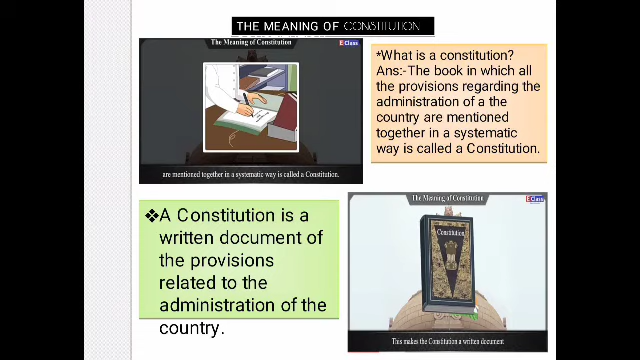 THE MEANING OF CONSTITUTION
The Meaning of Constitution
E Class
are mentioned together in a systematic way is called a Constitution.
*What is a constitution?
Ans:-The book in which all
the provisions regarding the
administration of a the
country are mentioned
together in a systematic
way is called a Constitution.
❖A Constitution is a
written document of
the provisions
related to the
administration of the
country.
The Meaning of Constitution
E Class
Constitution
This makes the Constitution a written document